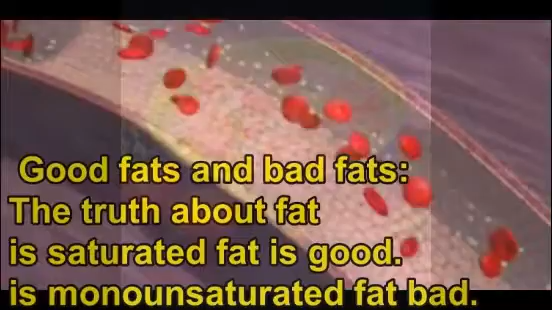 Good fats and bad fats:
The truth about fat
is saturated fat is good.
is monounsaturated fat bad.